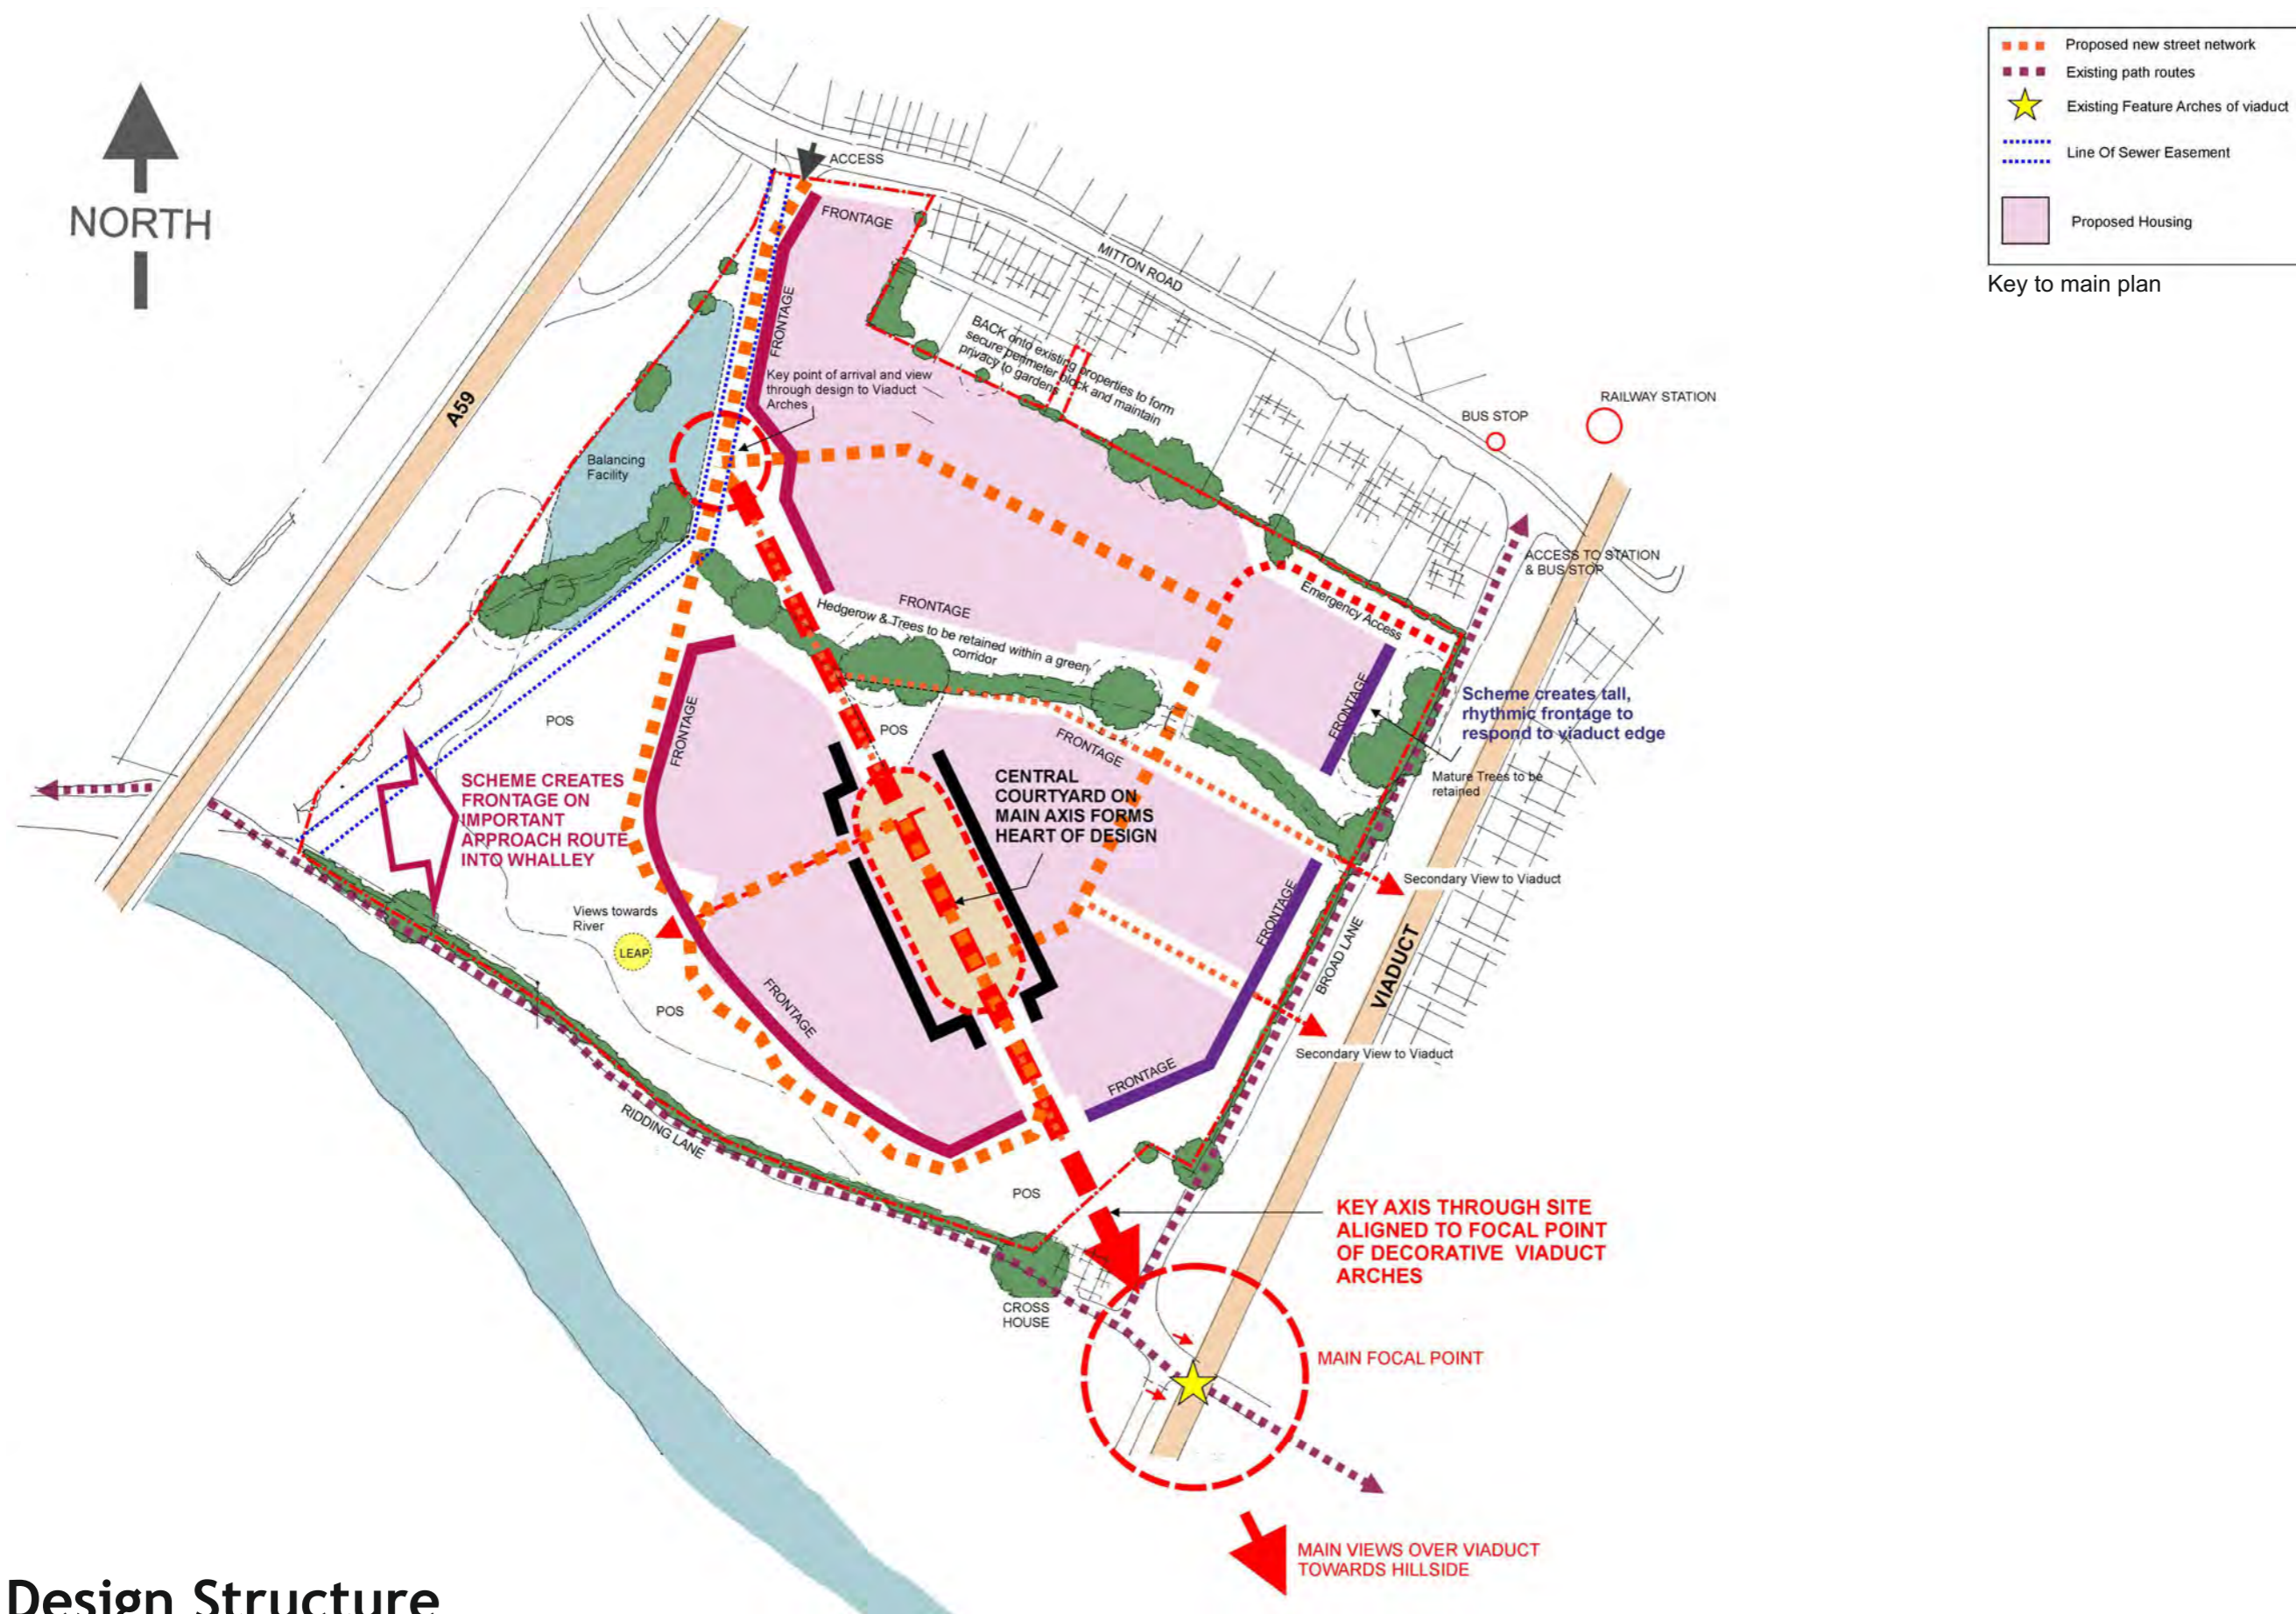 Proposed new street network
Existing path routes
Existing Feature Arches of viaduct
Line Of Sewer Easement
Proposed Housing
Key to main plan
NORTH
A59
ACCESS
FRONTAGE
MITTON ROAD
FRONTAGE
BACK onto existing properties to form
secure perimeter block and maintain
privacy to gardens
Key point of arrival and view
through design to Viaduct
Arches
RAILWAY STATION
BUS STOP
Balancing
Facility
ACCESS TO STATION
& BUS STOP
Emergency Access
FRONTAGE
Hedgerow & Trees to be retained within a green
corridor
FRONTAGE
Scheme creates tall,
rhythmic frontage to
respond to viaduct edge
Mature Trees to be
retained
POS
FRONTAGE
POS
FRONTAGE
SCHEME CREATES
FRONTAGE ON
IMPORTANT
APPROACH ROUTE
INTO WHALLEY
CENTRAL
COURTYARD ON
MAIN AXIS FORMS
HEART OF DESIGN
Secondary View to Viaduct
Views towards
River
LEAP
FRONTAGE
BROAD LANE
VIADUCT
POS
FRONTAGE
Secondary View to Viaduct
FRONTAGE
RIDDING LANE
POS
KEY AXIS THROUGH SITE
ALIGNED TO FOCAL POINT
OF DECORATIVE VIADUCT
ARCHES
CROSS
HOUSE
MAIN FOCAL POINT
MAIN VIEWS OVER VIADUCT
TOWARDS HILLSIDE
Design Structure